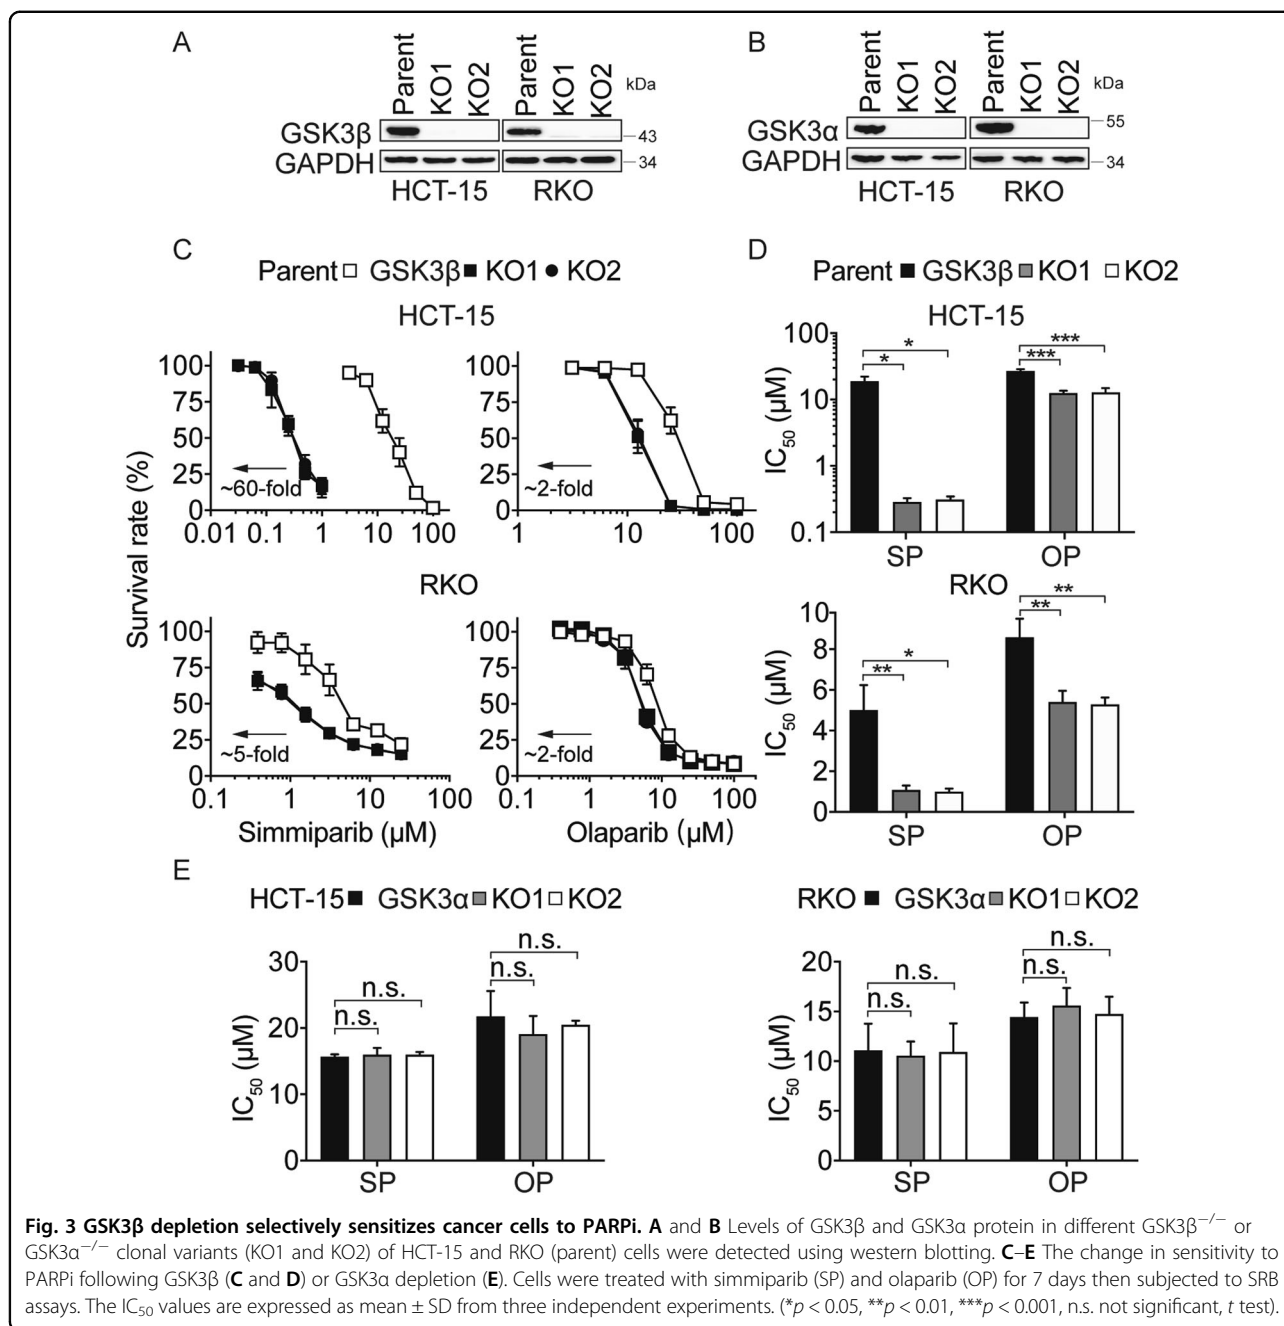 A
Parent KO1 KO2 Parent KO1 KO2 kDa
GSK3β 43
GAPDH 34
HCT-15 RKO
B
Parent KO1 KO2 Parent KO1 KO2 kDa
GSK3α 55
GAPDH 34
HCT-15 RKO
C
Parent GSK3β KO1 KO2
HCT-15
Survival rate (%)
100
75
50
25
0
~60-fold
0.01 0.1 1 10 100
100
75
50
25
0
~2-fold
1 10 100
RKO
100
75
50
25
0
~5-fold
0.1 1 10 100
Simmiparib (μM)
100
75
50
25
0
~2-fold
0.1 1 10 100
Olaparib (μM)
D
Parent GSK3β KO1 KO2
HCT-15
IC50 (μM)
100
10
1
0.1
* *
*** ***
SP OP
RKO
IC50 (μM)
10
8
6
4
2
0
** *
** **
SP OP
E
HCT-15 GSK3α KO1 KO2
IC50 (μM)
30
20
10
0
n.s. n.s.
n.s. n.s.
SP OP
RKO GSK3α KO1 KO2
IC50 (μM)
20
15
10
5
0
n.s. n.s.
n.s. n.s.
SP OP
Fig. 3 GSK3β depletion selectively sensitizes cancer cells to PARPi. A and B Levels of GSK3β and GSK3α protein in different GSK3β−/− or
GSK3α−/− clonal variants (KO1 and KO2) of HCT-15 and RKO (parent) cells were detected using western blotting. C–E The change in sensitivity to
PARPi following GSK3β (C and D) or GSK3α depletion (E). Cells were treated with simmiparib (SP) and olaparib (OP) for 7 days then subjected to SRB
assays. The IC50 values are expressed as mean ± SD from three independent experiments. (*p < 0.05, **p < 0.01, ***p < 0.001, n.s. not significant, t test).